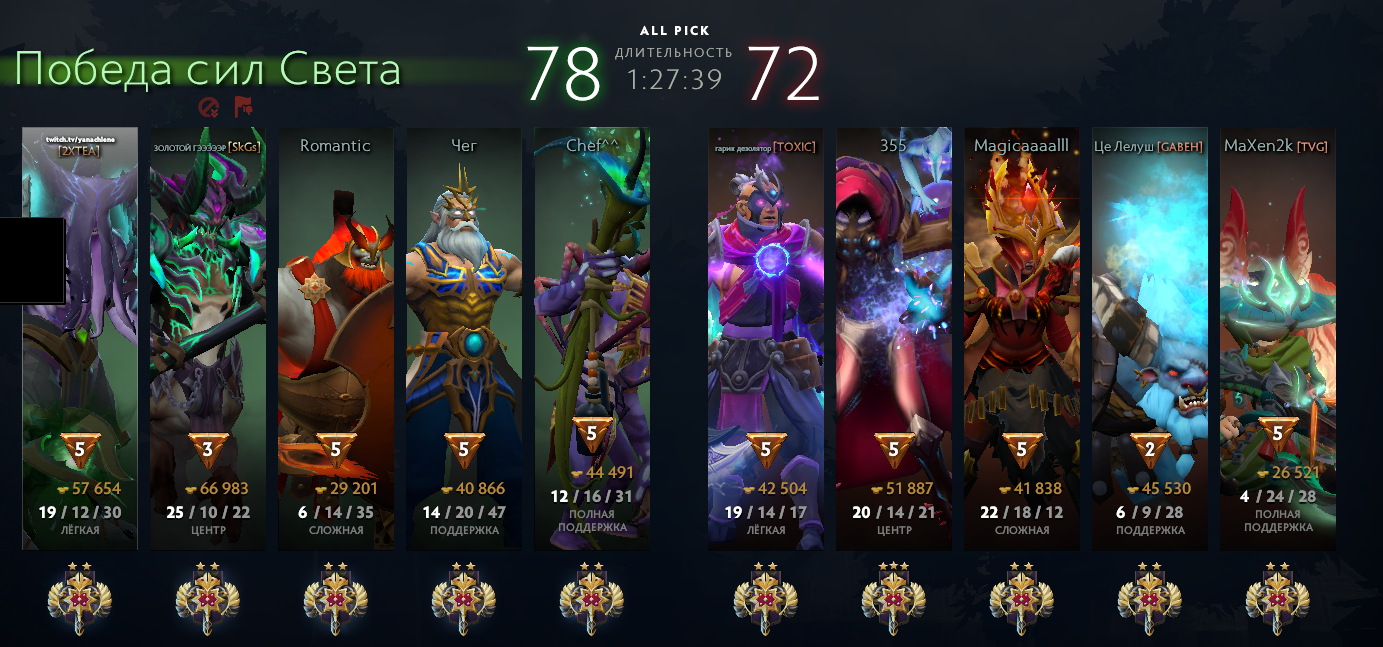 ALL PICK
Победа сил Света
78
ДЛИТЕЛЬНОСТЬ
1:27:39
72
twitch.tv/yanachlene
[2XTEA]
5
57 654
19 / 12 / 30
ЛЁГКАЯ
золотой гэээээр [SkGs]
3
66 983
25 / 10 / 22
ЦЕНТР
Romantic
5
29 201
6 / 14 / 35
СЛОЖНАЯ
Чег
5
40 866
14 / 20 / 47
ПОДДЕРЖКА
Chef^^
5
44 491
12 / 16 / 31
ПОЛНАЯ
ПОДДЕРЖКА
гарик дезолятор [TOXIC]
5
42 504
19 / 14 / 17
ЛЁГКАЯ
355
5
51 887
20 / 14 / 21
ЦЕНТР
Magicaaaalll
5
41 838
22 / 18 / 12
СЛОЖНАЯ
Це Лелуш [GABEH]
2
45 530
6 / 9 / 28
ПОДДЕРЖКА
MaXen2k [TVG]
5
26 521
4 / 24 / 28
ПОЛНАЯ
ПОДДЕРЖКА